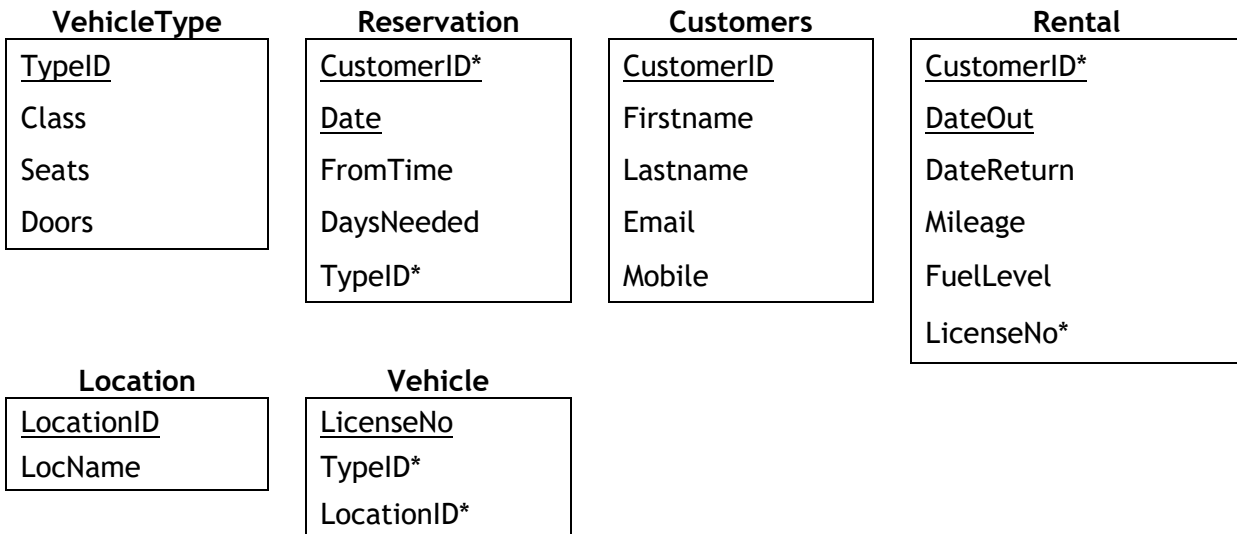 VehicleType
TypeID
Class
Seats
Doors
Reservation
CustomerID*
Date
FromTime
DaysNeeded
TypeID*
Customers
CustomerID
Firstname
Lastname
Email
Mobile
Rental
CustomerID*
DateOut
DateReturn
Mileage
FuelLevel
LicenseNo*
Location
LocationID
LocName
Vehicle
LicenseNo
TypeID*
LocationID*